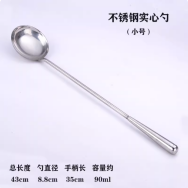 不锈钢实心勺
（小号）
总长度 勺直径 手柄长 容量约
43cm 8.8cm 35cm 90ml